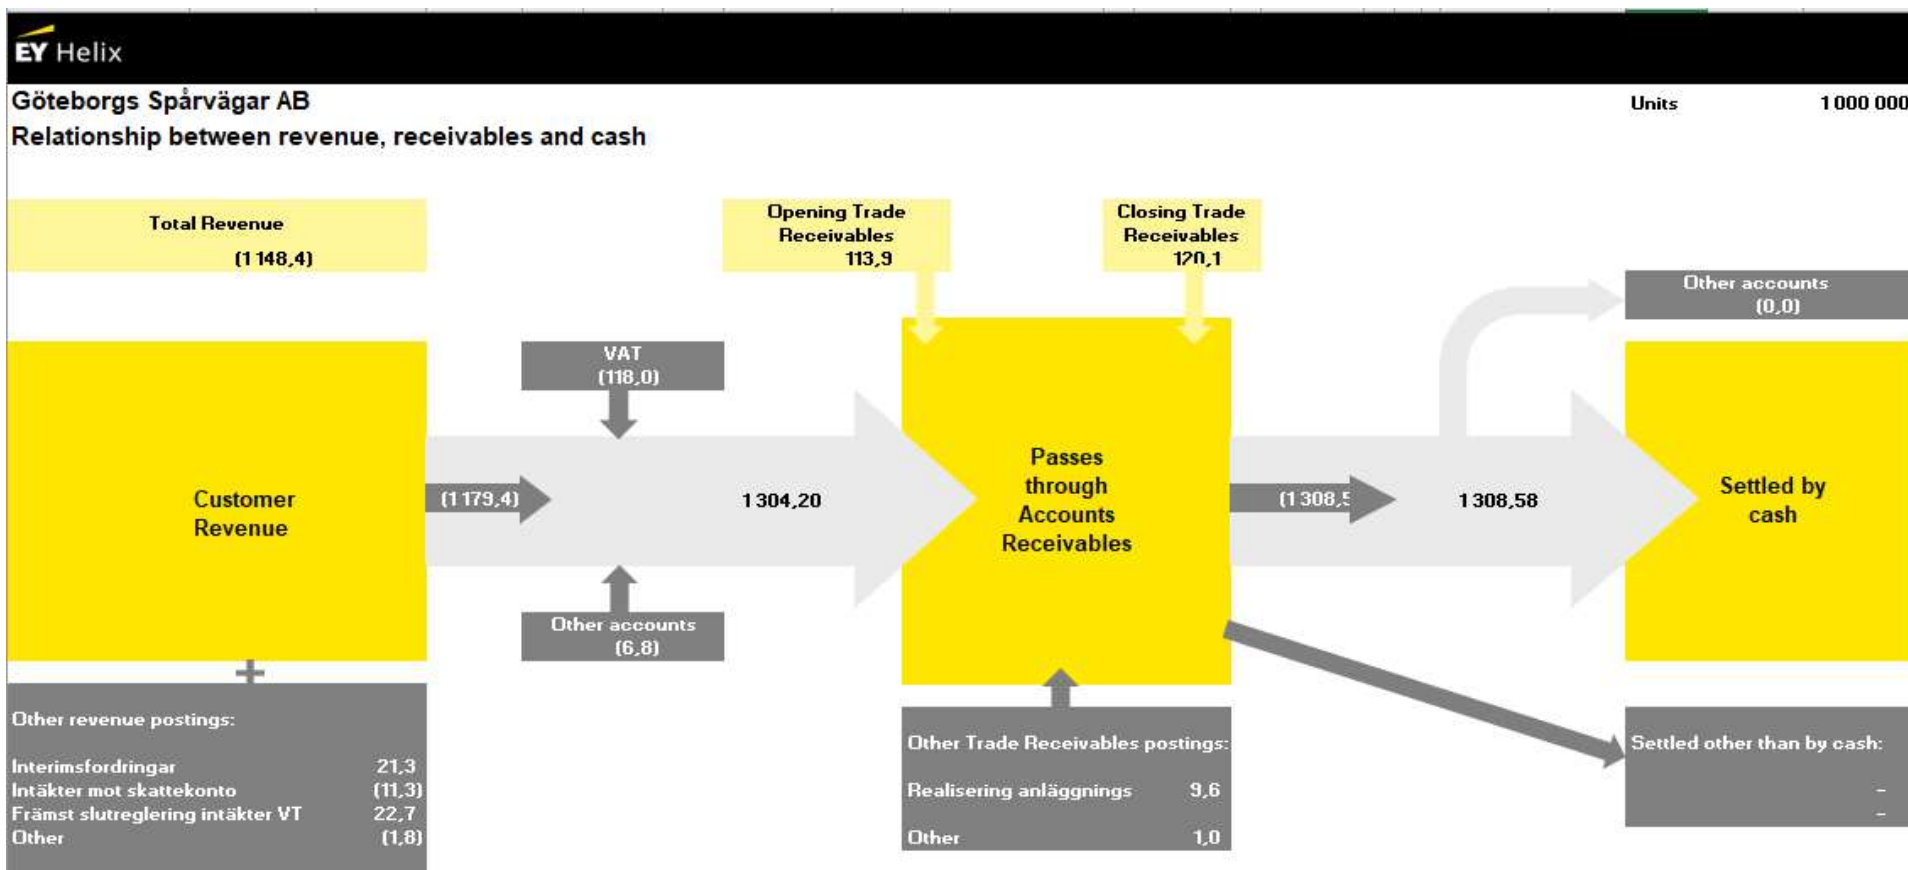 EY Helix
Göteborgs Spårvägar AB
Units 1 000 000
Relationship between revenue, receivables and cash
Total Revenue
(1 148,4)
Opening Trade
Receivables
113,9
Closing Trade
Receivables
120,1
Other accounts
(0,0)
VAT
(118,0)
Customer
Revenue
(1 179,4)
1 304,20
Passes
through
Accounts
Receivables
(1 308,5
1 308,58
Settled by
cash
Other accounts
(6,8)
Other revenue postings:
Interimsfordringar 21,3
Intäkter mot skattekonto (11,3)
Främst slutreglering intäkter VT 22,7
Other (1,8)
Other Trade Receivables postings:
Realisering anläggnings 9,6
Other 1,0
Settled other than by cash:
–
–